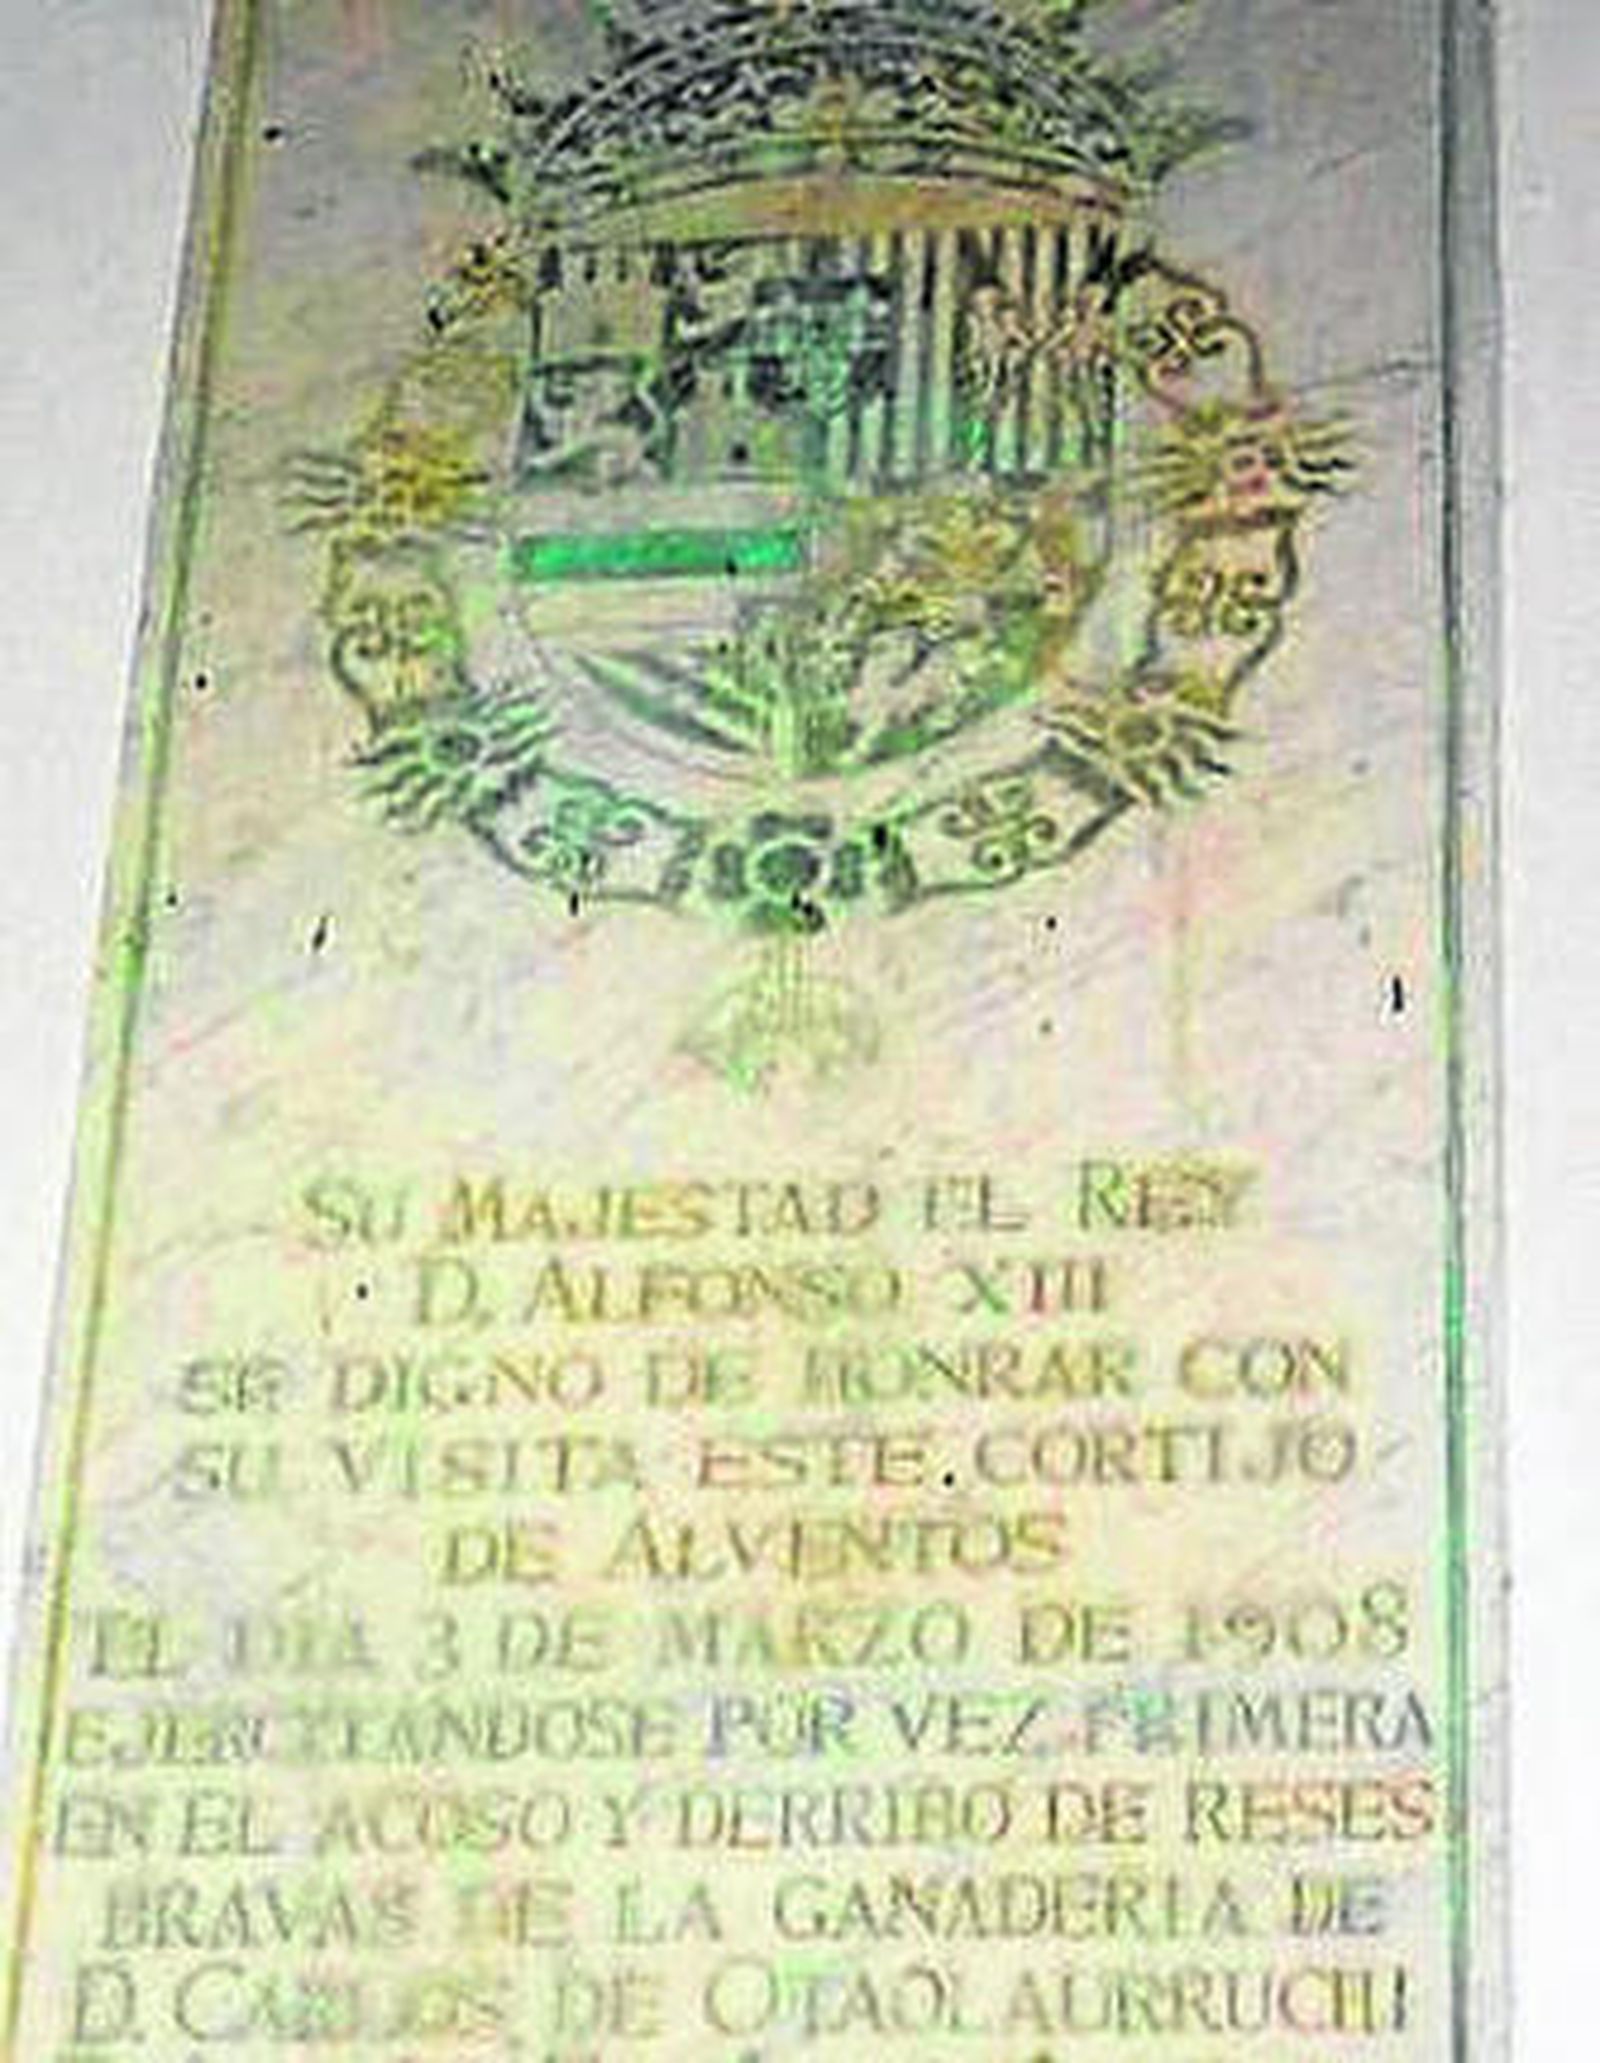 SU MAJESTAD EL REY
D. ALFONSO XIII
SE DIGNO DE HONRAR CON
SU VISITA ESTE CORTIJO
DE ALVENTOS
EL DIA 3 DE MARZO DE 1908
EJERCITANDOSE POR VEZ PRIMERA
EN EL ACOSO Y DERRIBO DE RESES
BRAVAS DE LA GANADERIA DE
D. CARLOS DE OTAOLAURRUCHI